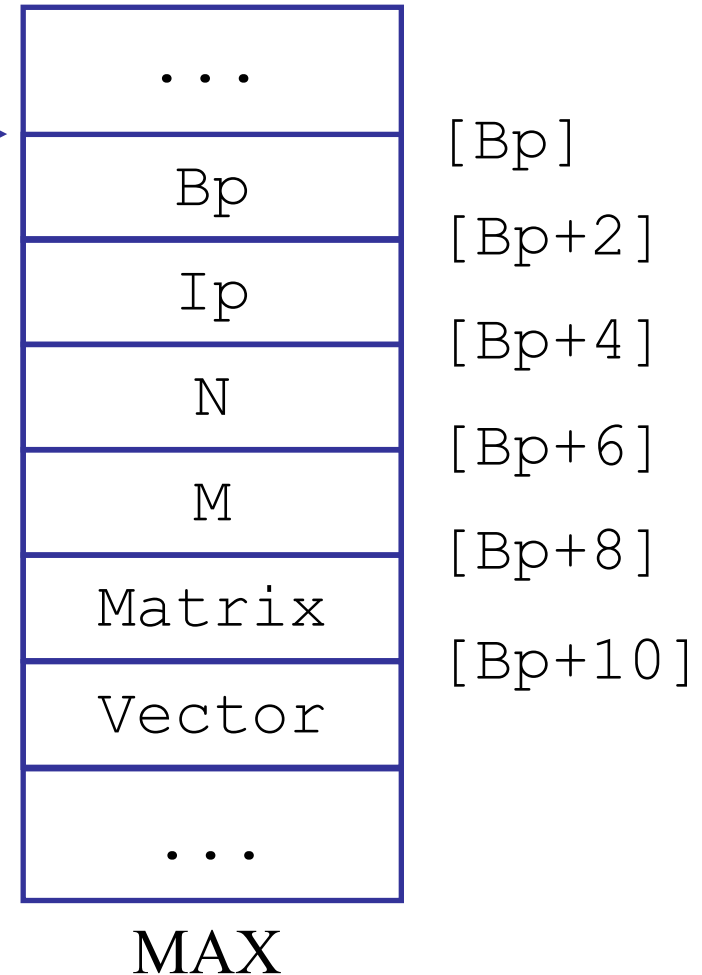 ...
[Bp]
Bp
[Bp+2]
Ip
[Bp+4]
N
[Bp+6]
M
[Bp+8]
Matrix
[Bp+10]
Vector
...
MAX